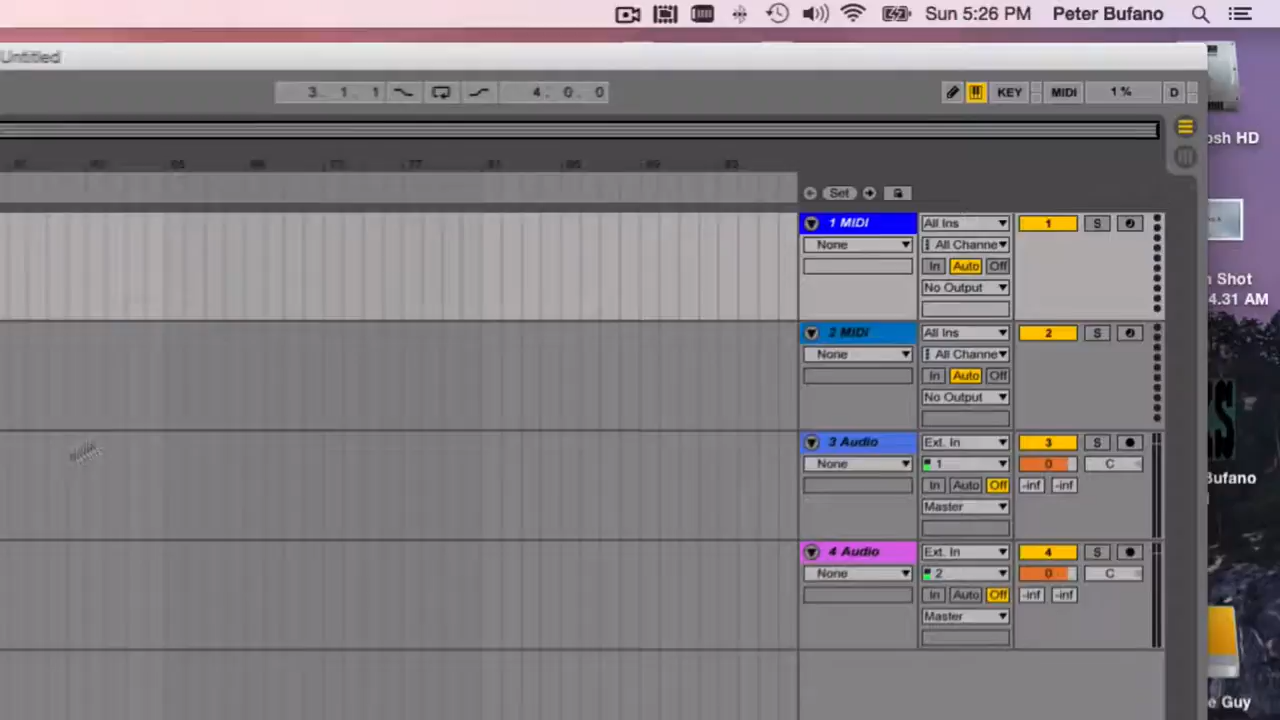 Sun 5:26 PM Peter Bufano
Untitled
3. 1. 1 4. 0. 0 KEY MIDI 1 % D
osh HD
77
Set
1 MIDI All Ins 1 S
None All Channe
In Auto Off
No Output
n Shot
4.31 AM
2 MIDI All Ins 2 S
None All Channe
In Auto Off
No Output
3 Audio Ext. In 3 S
None 1 0 C
In Auto Off -inf -inf
Bufano
Master
4 Audio Ext. In 4 S
None 2 0 C
In Auto Off -inf -inf
Master
e Guy